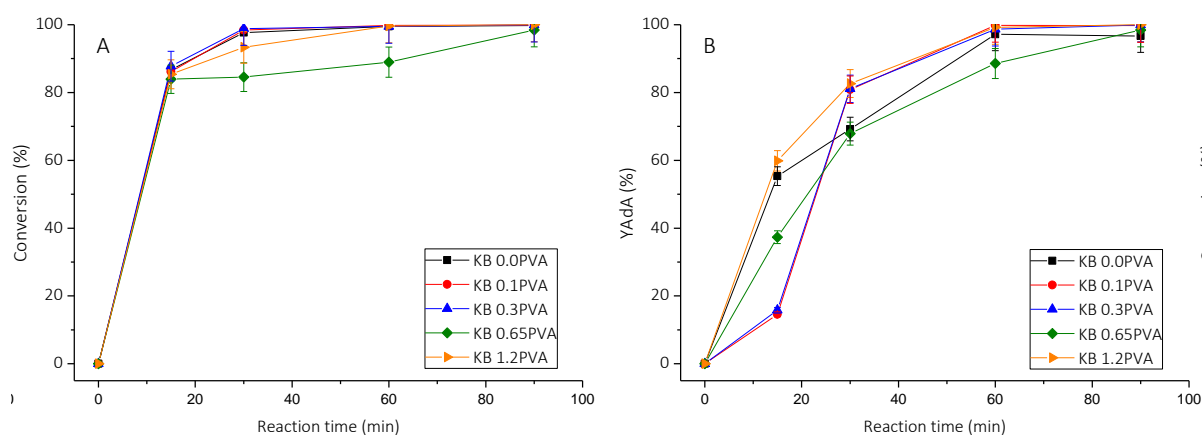 A
Conversion (%)
100
80
60
40
20
0
0 20 40 60 80 100
Reaction time (min)
KB 0.0PVA
KB 0.1PVA
KB 0.3PVA
KB 0.65PVA
KB 1.2PVA
B
YAdA (%)
100
80
60
40
20
0
0 20 40 60 80 100
Reaction time (min)
KB 0.0PVA
KB 0.1PVA
KB 0.3PVA
KB 0.65PVA
KB 1.2PVA